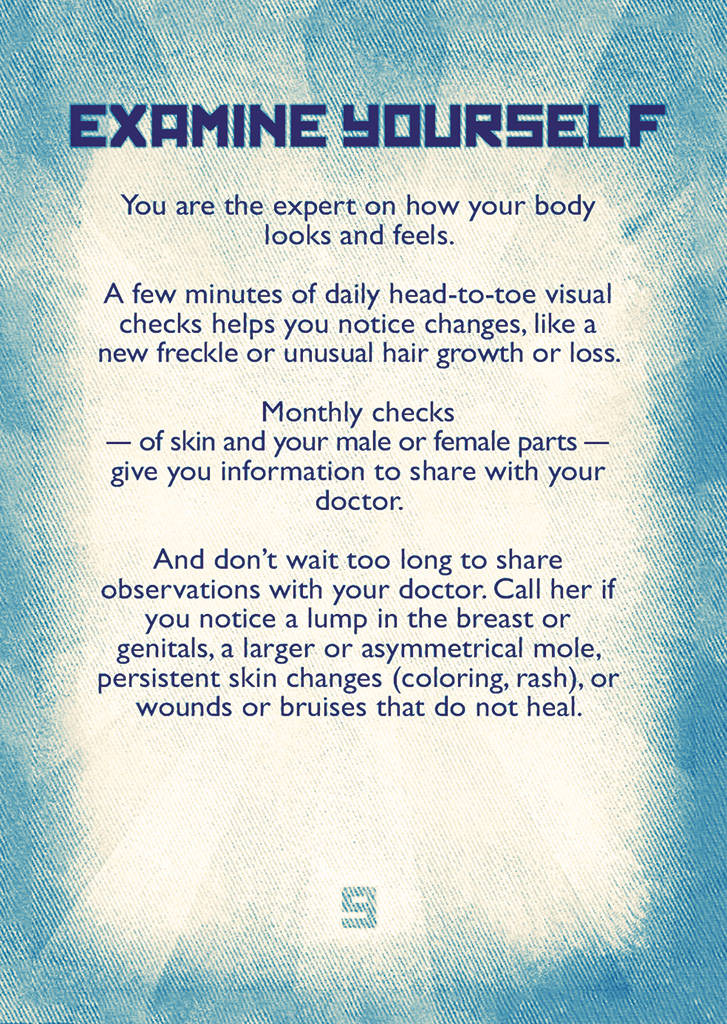 EXAMINE YOURSELF
You are the expert on how your body
looks and feels.
A few minutes of daily head-to-toe visual
checks helps you notice changes, like a
new freckle or unusual hair growth or loss.
Monthly checks
— of skin and your male or female parts —
give you information to share with your
doctor.
And don’t wait too long to share
observations with your doctor. Call her if
you notice a lump in the breast or
genitals, a larger or asymmetrical mole,
persistent skin changes (coloring, rash), or
wounds or bruises that do not heal.
9